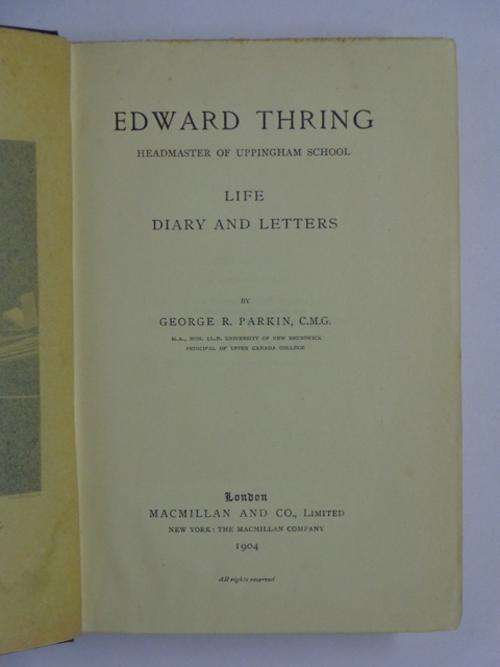 EDWARD THRING
HEADMASTER OF UPPINGHAM SCHOOL
LIFE
DIARY AND LETTERS
BY
GEORGE R. PARKIN, C.M.G.
M.A., HON. LL.D. UNIVERSITY OF NEW BRUNSWICK
PRINCIPAL OF UPPER CANADA COLLEGE
London
MACMILLAN AND CO., LIMITED
NEW YORK: THE MACMILLAN COMPANY
1904
All rights reserved